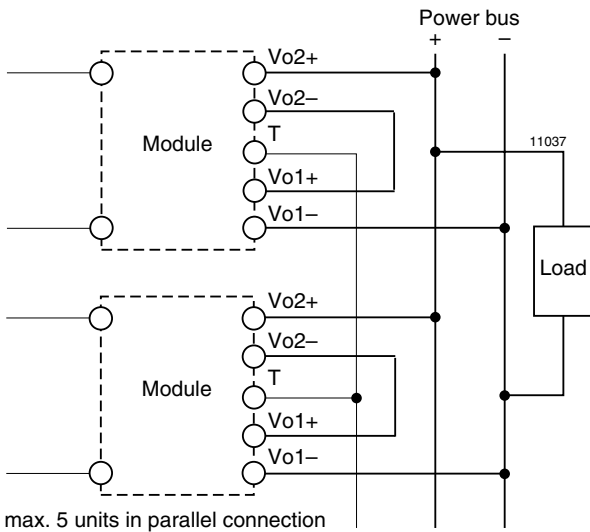 Power bus
+ –
Vo2+
Vo2–
T
Module
Vo1+
Vo1–
11037
Load
Vo2+
Vo2–
T
Module
Vo1+
Vo1–
max. 5 units in parallel connection